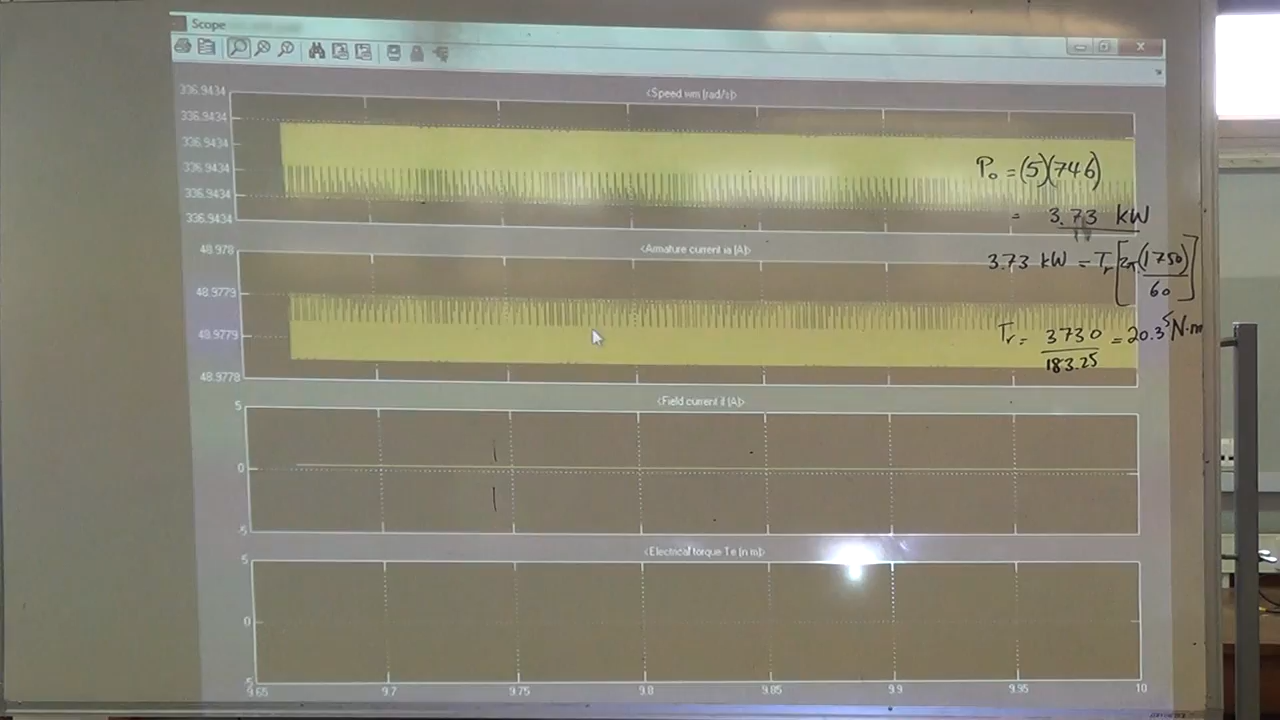 Scope
<Speed wm (rad/s)>
336.9434
336.9434
336.9434
336.9434
336.9434
336.9434
<Armature current ia (A)>
48.978
48.9779
48.9779
48.9778
<Field current if (A)>
5
0
-5
<Electrical torque Te (n m)>
5
0
-5
9.65 9.7 9.75 9.8 9.85 9.9 9.95 10
Po = (5)(746)
= 3.73 kW
3.73 kW = Tr [2π(1750)/60]
Tr = 3730/183.25 = 20.35 N·m